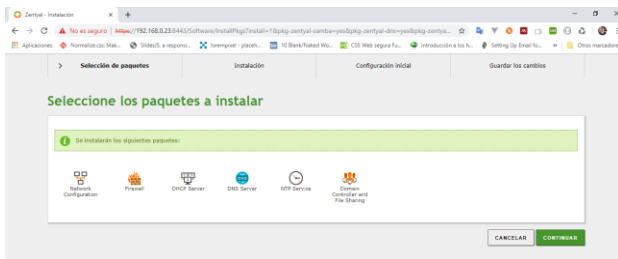 Zentyal - Instalación
No es seguro | https://192.168.0.23:8443/Software/InstallPkgs?install=1&pkg-zentyal-samba=yes&pkg-zentyal-dns=yes&pkg-zentya...
Aplicaciones Normalize.css: Mak... SlidesJS, a responsi... lorempixel - placeh... 10 Blank/Naked Wo... CSS Web segura Fu... Introducción a los h... Setting Up Email fo... » Otros marcadores
Selección de paquetes Instalación Configuración inicial Guardar los cambios
Seleccione los paquetes a instalar
Se instalarán los siguientes paquetes:
Network Firewall DHCP Server DNS Server NTP Service Domain
Configuration Controller and
File Sharing
CANCELAR CONTINUAR